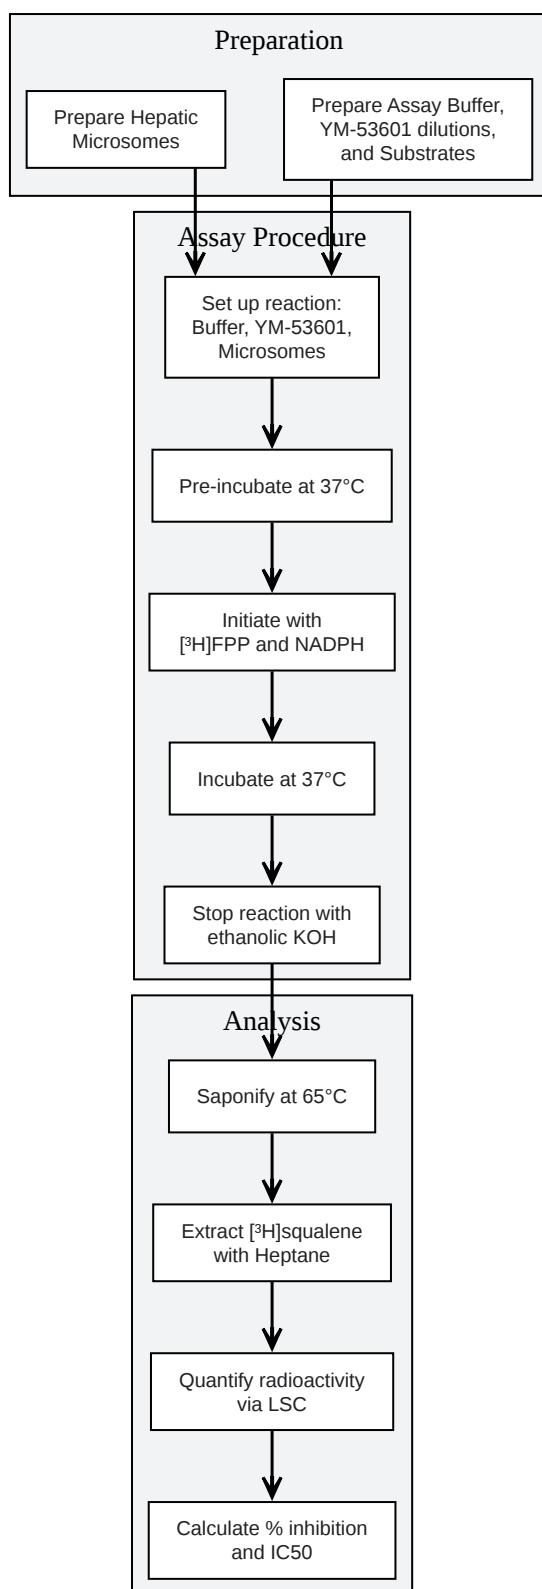 Preparation
Prepare Hepatic
Microsomes
Prepare Assay Buffer,
YM-53601 dilutions,
and Substrates
Assay Procedure
Set up reaction:
Buffer, YM-53601,
Microsomes
Pre-incubate at 37°C
Initiate with
[³H]FPP and NADPH
Incubate at 37°C
Stop reaction with
ethanolic KOH
Analysis
Saponify at 65°C
Extract [³H]squalene
with Heptane
Quantify radioactivity
via LSC
Calculate % inhibition
and IC50